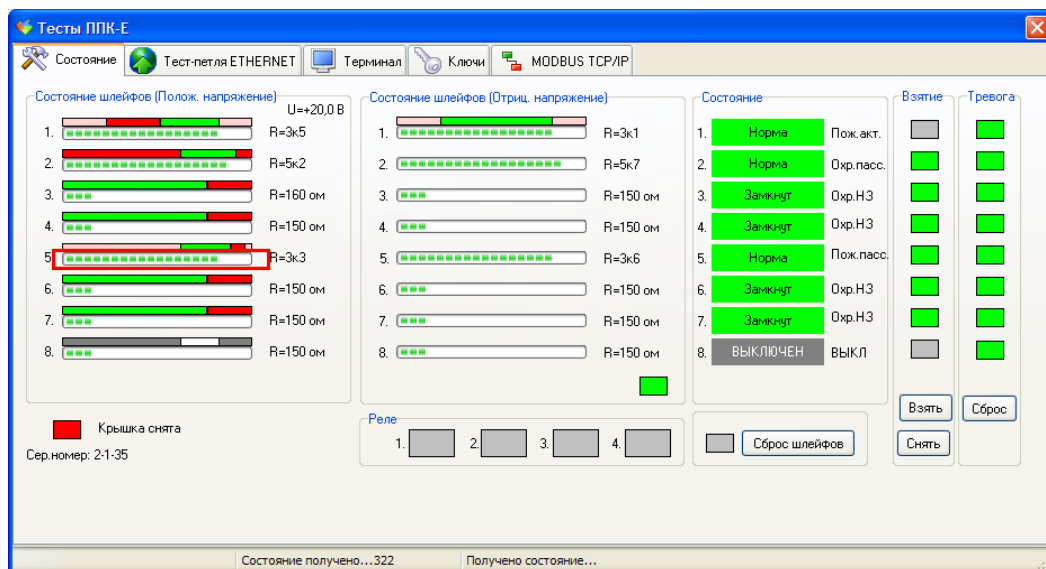 Тесты ППК-Е
Состояние Тест-петля ETHERNET Терминал Ключи MODBUS TCP/IP
Состояние шлейфов (Полож. напряжение) Состояние шлейфов (Отриц. напряжение) Состояние Взятие Тревога
U=+20,0 В
1. R=3к5 1. R=3к1 1. Норма Пож.акт.
2. R=5к2 2. R=5к7 2. Норма Охр.пасс.
3. R=160 ом 3. R=150 ом 3. Замкнут Охр.НЗ
4. R=150 ом 4. R=150 ом 4. Замкнут Охр.НЗ
5 R=3к3 5. R=3к6 5. Норма Пож.пасс.
6. R=150 ом 6. R=150 ом 6. Замкнут Охр.НЗ
7. R=150 ом 7. R=150 ом 7. Замкнут Охр.НЗ
8. R=150 ом 8. R=150 ом 8. ВЫКЛЮЧЕН ВЫКЛ
Взять Сброс
Крышка снята Реле
1. 2. 3. 4. Сброс шлейфов Снять
Сер.номер: 2-1-35
Состояние получено...322 Получено состояние...